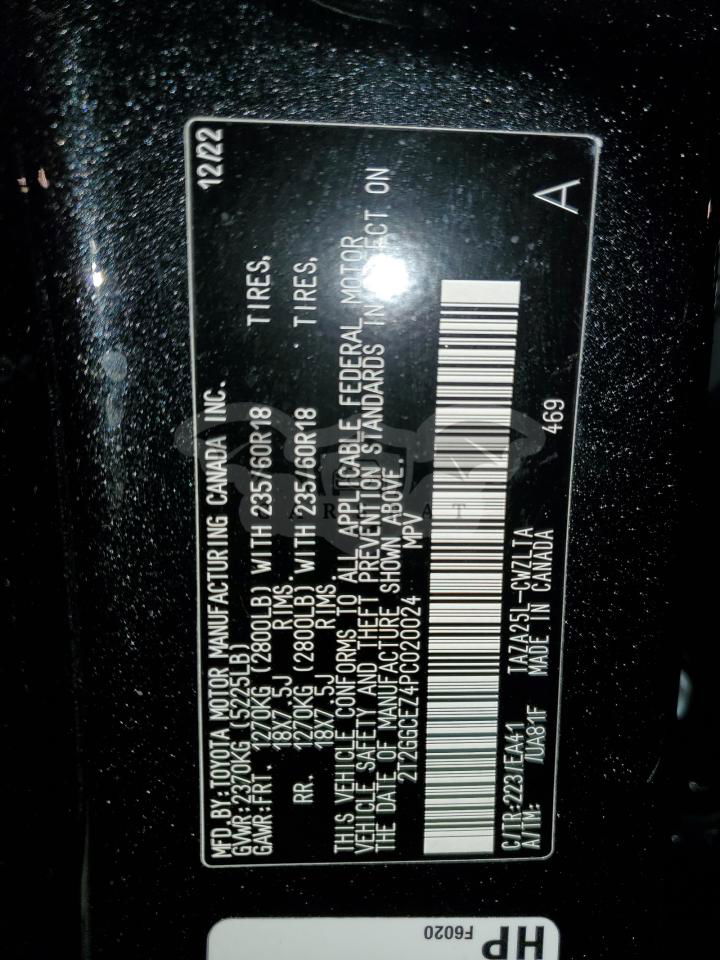 12/22
MFD.BY:TOYOTA MOTOR MANUFACTURING CANADA INC.
GVWR:2370KG (5225LB)
GAWR:FRT. 1270KG (2800LB) WITH 235/60R18 TIRES,
18X7.5J RIMS.
RR. 1270KG (2800LB) WITH 235/60R18 TIRES,
18X7.5J RIMS.
THIS VEHICLE CONFORMS TO ALL APPLICABLE FEDERAL MOTOR
VEHICLE SAFETY AND THEFT PREVENTION STANDARDS IN EFFECT ON
THE DATE OF MANUFACTURE SHOWN ABOVE.
2T2GGCEZ4PC020024 MPV
C/TR:223/EA41 TAZA25L-CWZLTA
A/TM: /UA81F MADE IN CANADA 469
A
HP
F6020